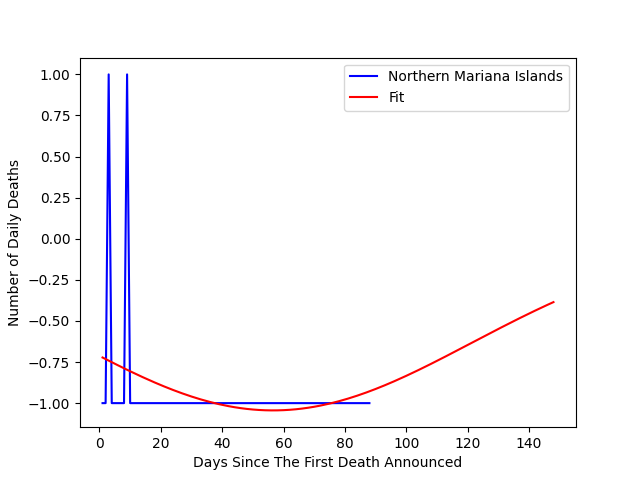 Northern Mariana Islands
Fit
1.00
0.75
0.50
0.25
0.00
−0.25
−0.50
−0.75
−1.00
Number of Daily Deaths
0 20 40 60 80 100 120 140
Days Since The First Death Announced